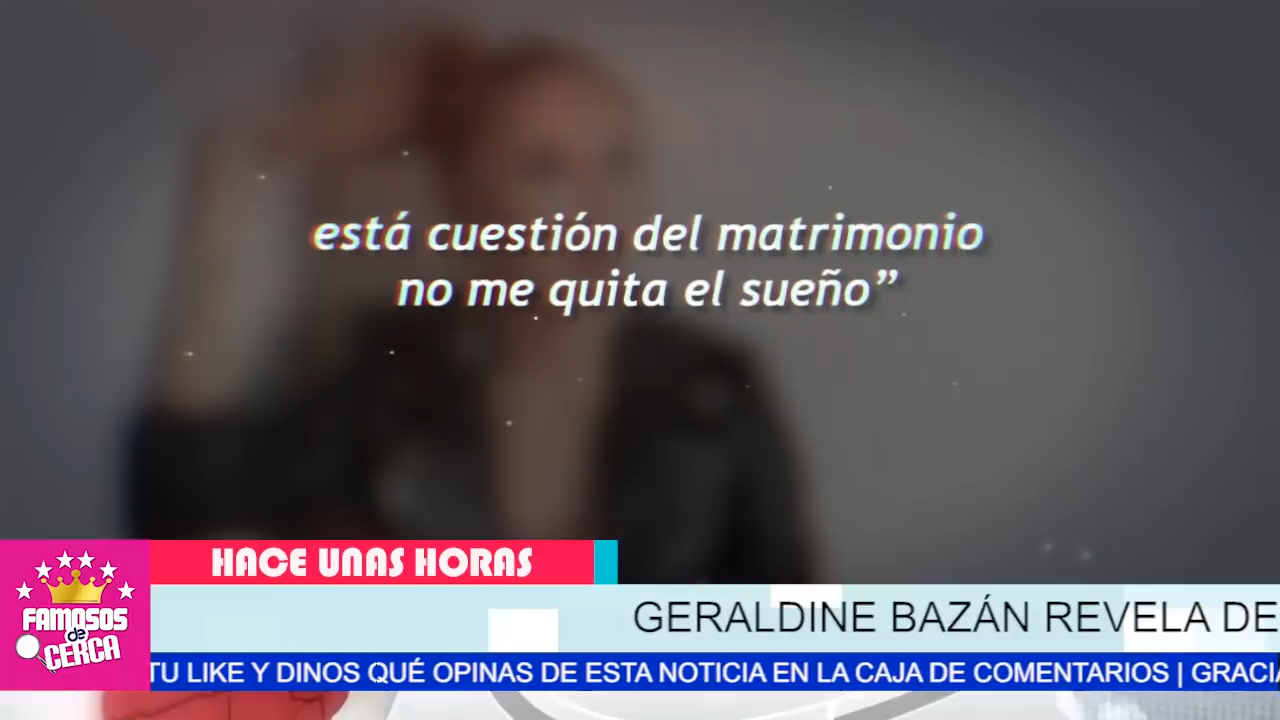 está cuestión del matrimonio
no me quita el sueño”
HACE UNAS HORAS
GERALDINE BAZÁN REVELA DE
FAMOSOS
de
CERCA
TU LIKE Y DINOS QUÉ OPINAS DE ESTA NOTICIA EN LA CAJA DE COMENTARIOS | GRACIA